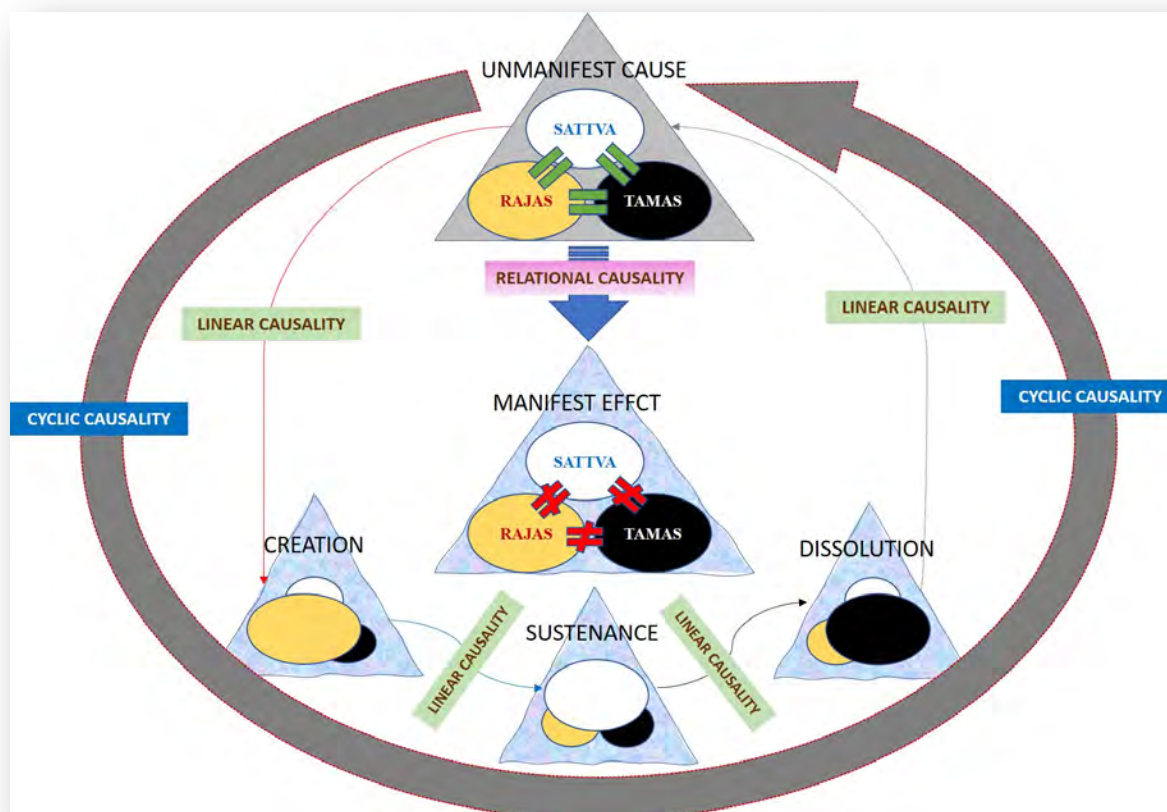 UNMANIFEST CAUSE
SATTVA
RAJAS
TAMAS
RELATIONAL CAUSALITY
LINEAR CAUSALITY
LINEAR CAUSALITY
CYCLIC CAUSALITY
CYCLIC CAUSALITY
MANIFEST EFFCT
SATTVA
RAJAS
TAMAS
CREATION
DISSOLUTION
LINEAR CAUSALITY
SUSTENANCE
LINEAR CAUSALITY